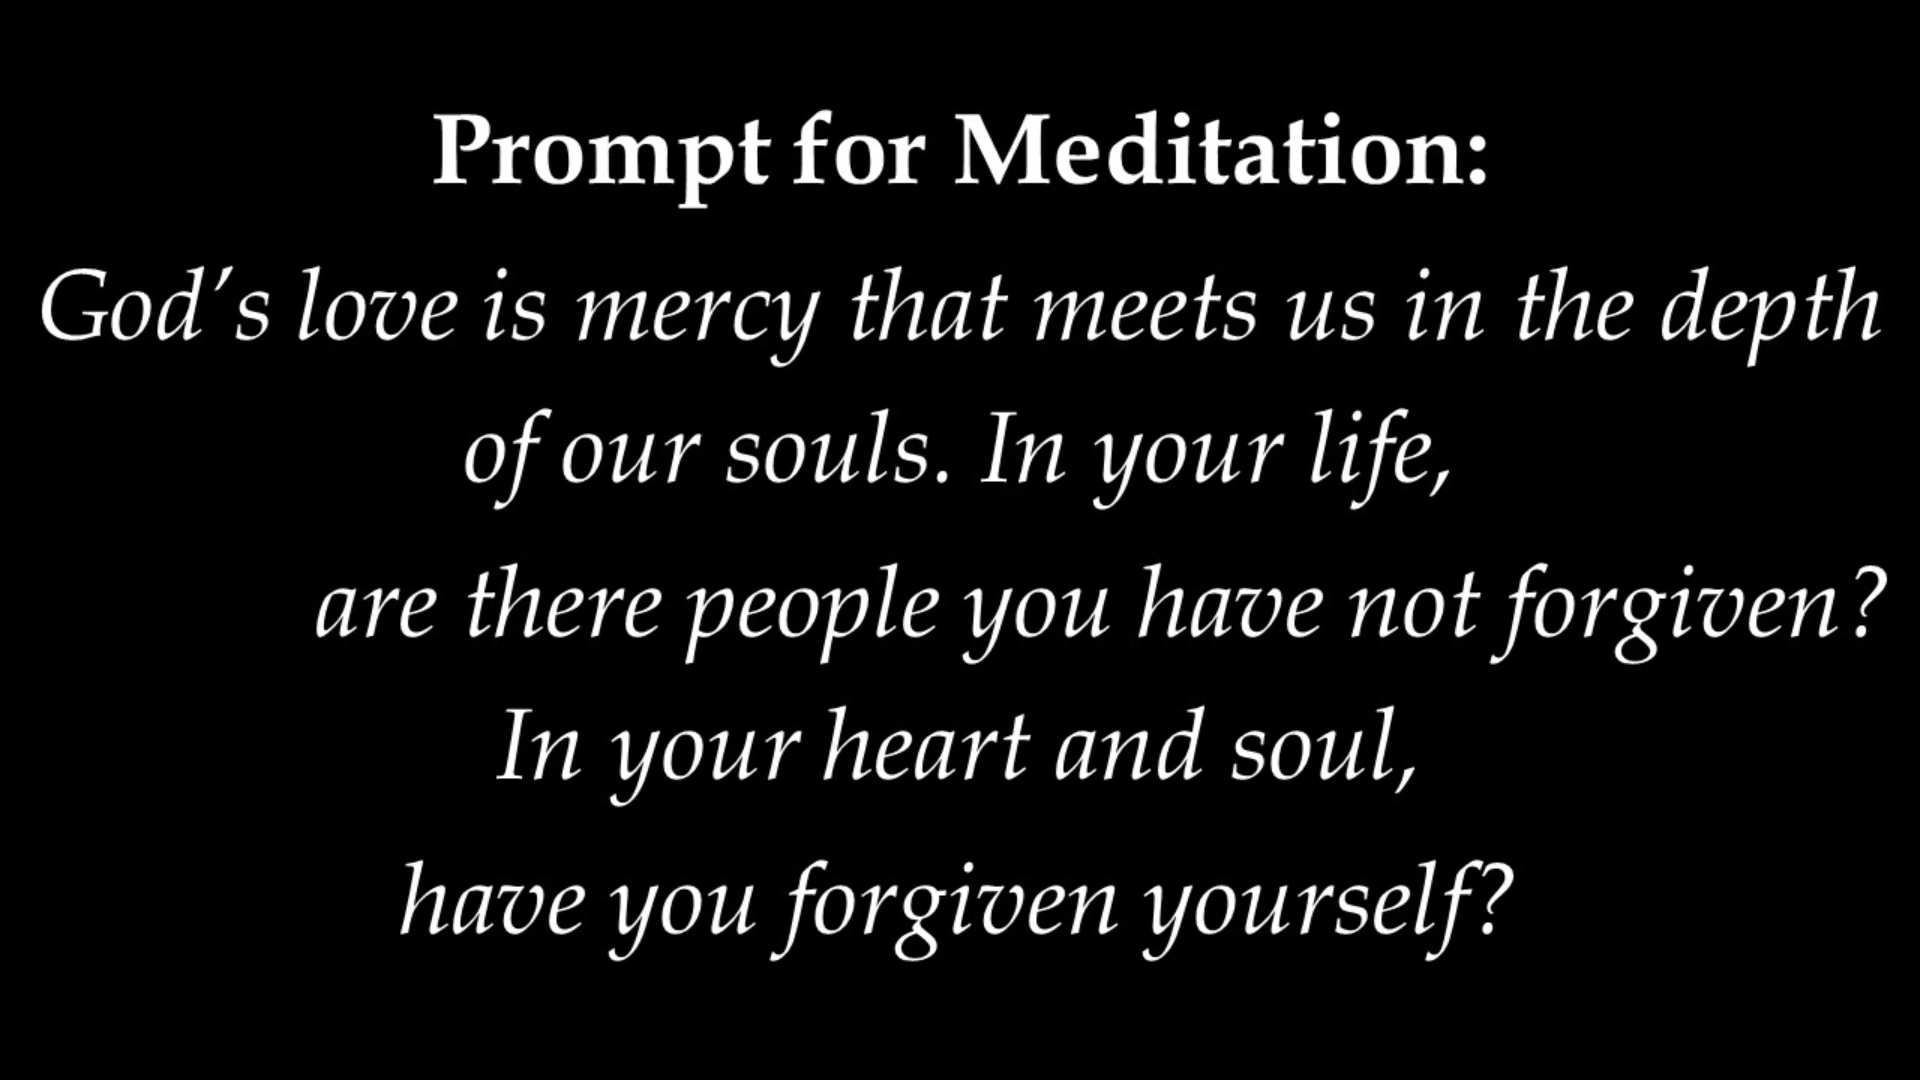 Prompt for Meditation:
God’s love is mercy that meets us in the depth
of our souls. In your life,
are there people you have not forgiven?
In your heart and soul,
have you forgiven yourself?